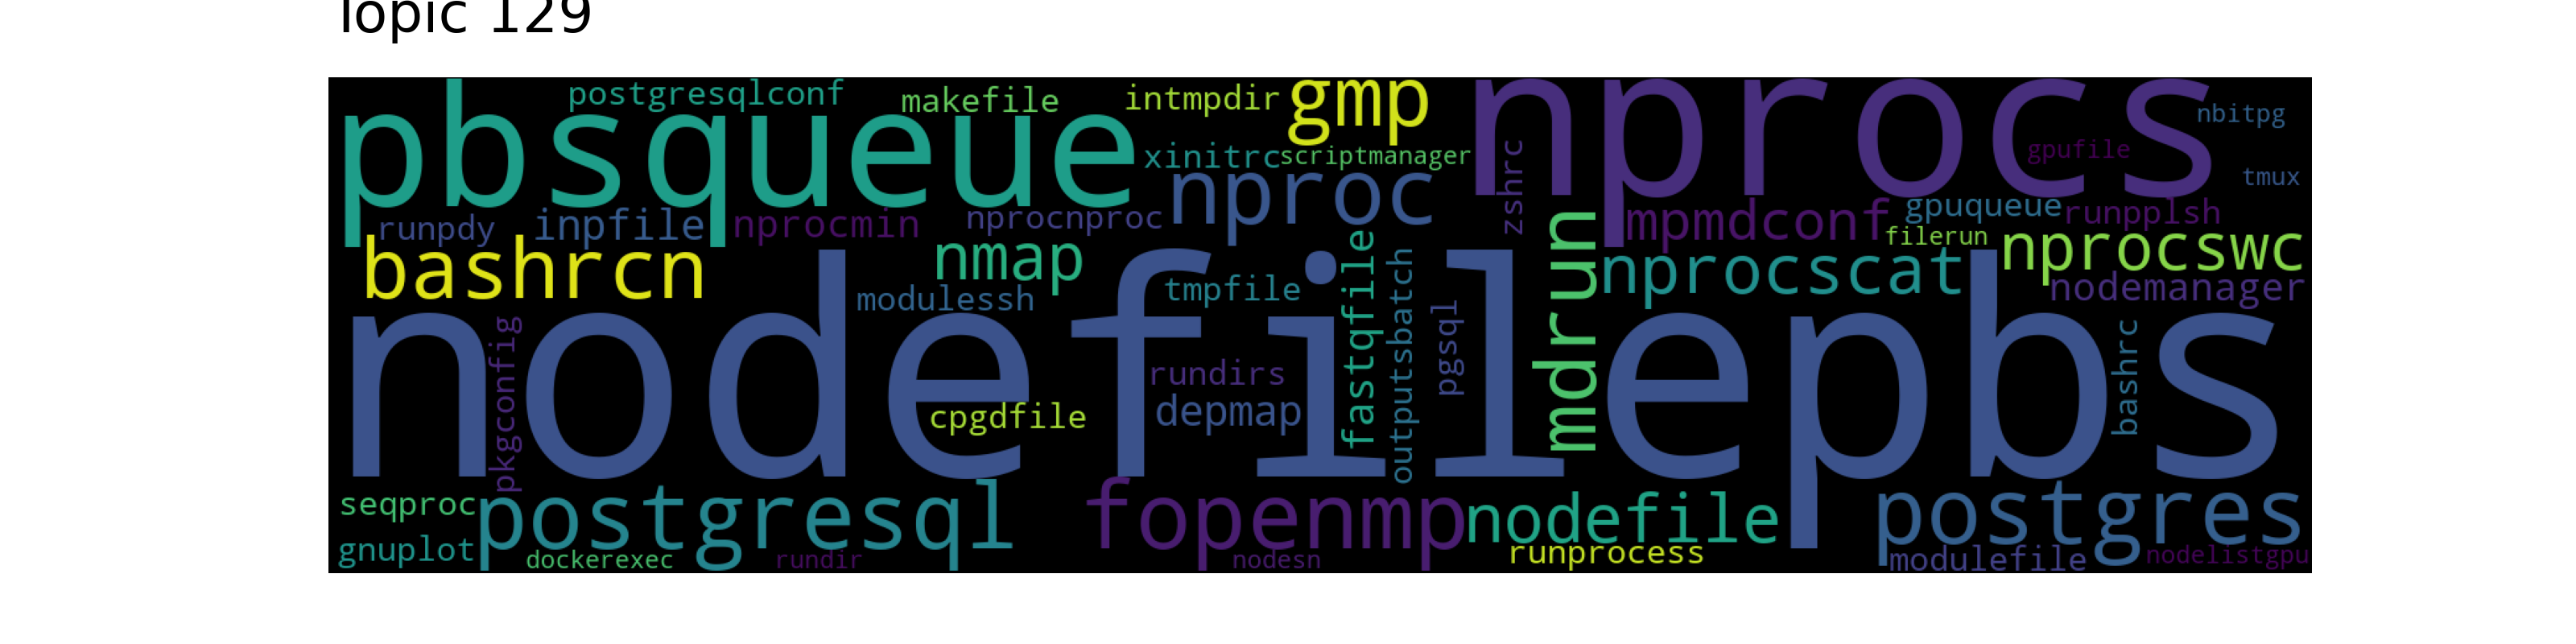 Topic 129
postgresqlconf
makefile
intmpdir
gmp
nprocs
nbitpg
pbsqueue
xinitrc
scriptmanager
zshrc
gpufile
tmux
runpdy
inpfile
nprocmin
nprocnproc
nproc
mpmdconf
gpuqueue
runpplsh
filerun
nprocswc
bashrcn
nmap
modulessh
tmpfile
fastqfile
outputsbatch
pgsql
mdrun
nprocscat
nodemanager
nodefilepbs
pkgconfig
cpgdfile
rundirs
depmap
bashrc
seqproc
postgresql
fopenmp
nodefile
postgres
gnuplot
dockerexec
rundir
nodesn
runprocess
modulefile
nodelistgpu